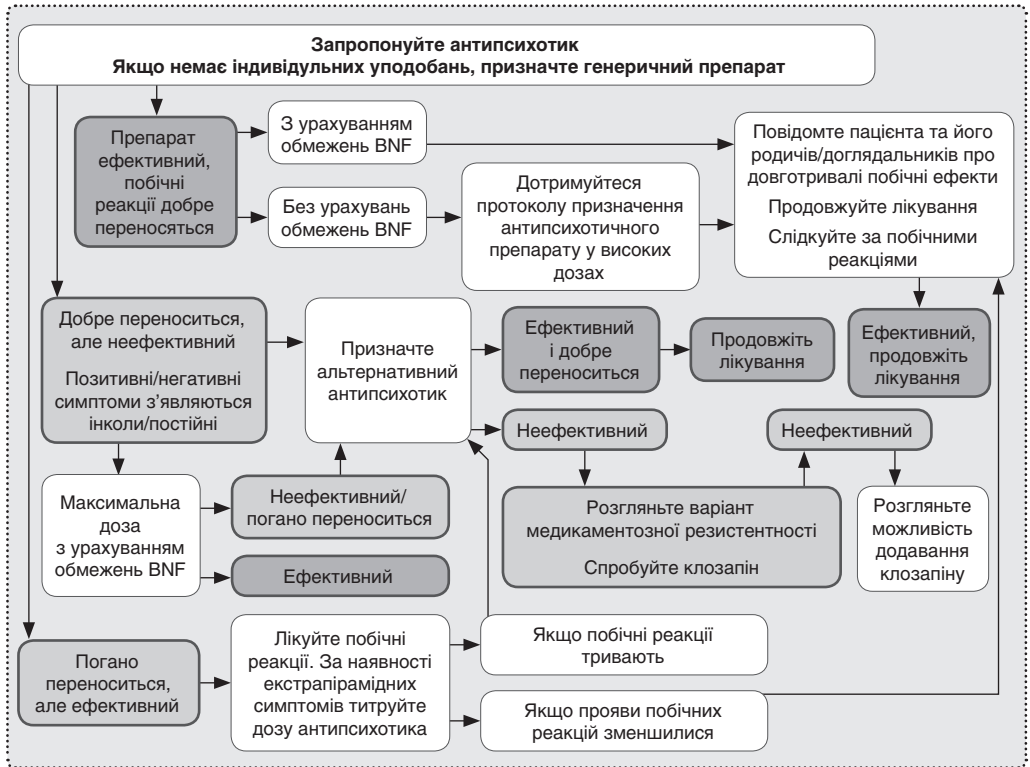 Запропонуйте антипсихотик
Якщо немає індивідульних уподобань, призначте генеричний препарат
Препарат
ефективний,
побічні
реакції добре
переносяться
З урахуванням
обмежень BNF
Без урахувань
обмежень BNF
Дотримуйтеся
протоколу призначення
антипсихотичного
препарату у високих
дозах
Повідомте пацієнта та його
родичів/доглядальників про
довготривалі побічні ефекти
Продовжуйте лікування
Слідкуйте за побічними
реакціями
Добре переноситься,
але неефективний
Позитивні/негативні
симптоми з’являються
інколи/постійні
Призначте
альтернативний
антипсихотик
Ефективний
і добре
переноситься
Продовжіть
лікування
Ефективний,
продовжіть
лікування
Неефективний
Неефективний
Максимальна
доза
з урахуванням
обмежень BNF
Неефективний/
погано переноситься
Ефективний
Розгляньте варіант
медикаментозної резистентності
Спробуйте клозапін
Розгляньте
можливість
додавання
клозапіну
Погано
переноситься,
але ефективний
Лікуйте побічні
реакції. За наявності
екстрапірамідних
симптомів титруйте
дозу антипсихотика
Якщо побічні реакції
тривають
Якщо прояви побічних
реакцій зменшилися